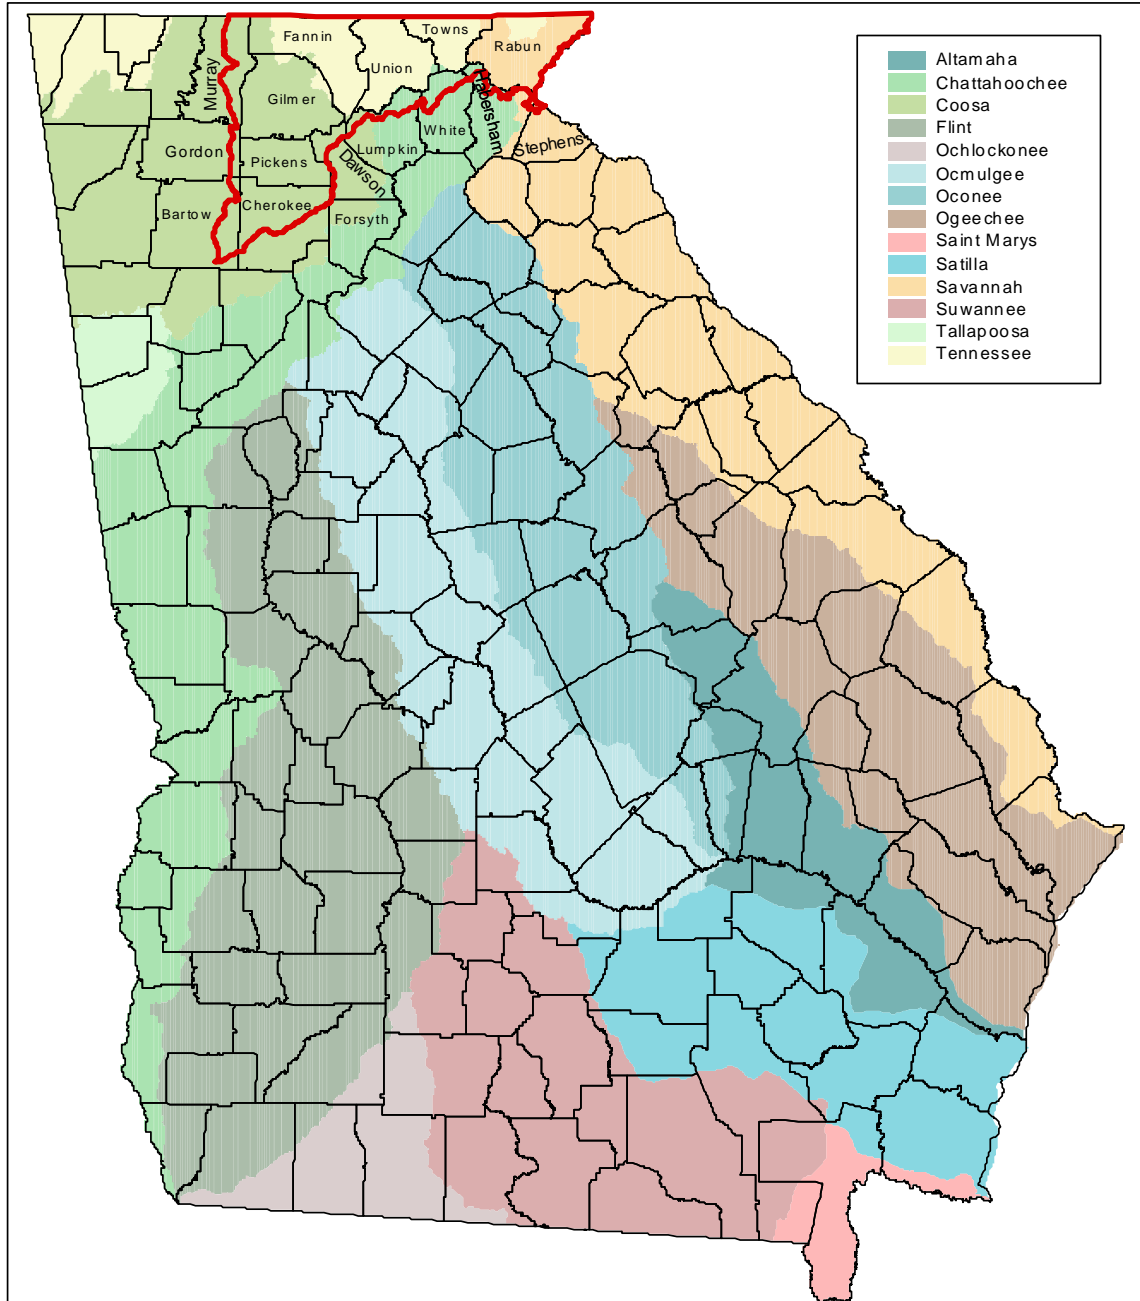 Towns
Fannin
Rabun
Union
Murray
Gilmer
Habersham
White
Stephens
Lumpkin
Gordon
Pickens
Dawson
Cherokee
Bartow
Forsyth
Altamaha
Chattahoochee
Coosa
Flint
Ochlockonee
Ocmulgee
Oconee
Ogeechee
Saint Marys
Satilla
Savannah
Suwannee
Tallapoosa
Tennessee